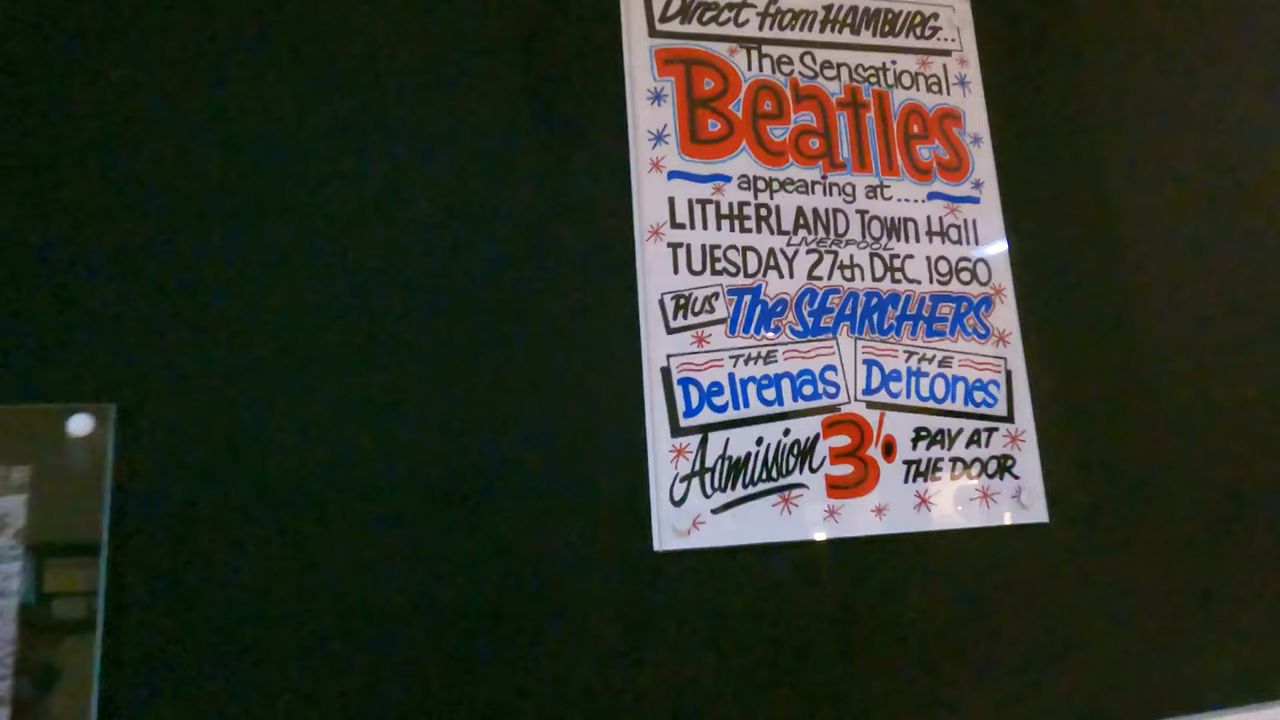 Direct from HAMBURG...
The Sensational
Beatles
appearing at....
LITHERLAND Town Hall
LIVERPOOL
TUESDAY 27th DEC. 1960
PLUS The SEARCHERS
THE Delrenas
THE Deltones
Admission 3/• PAY AT
THE DOOR